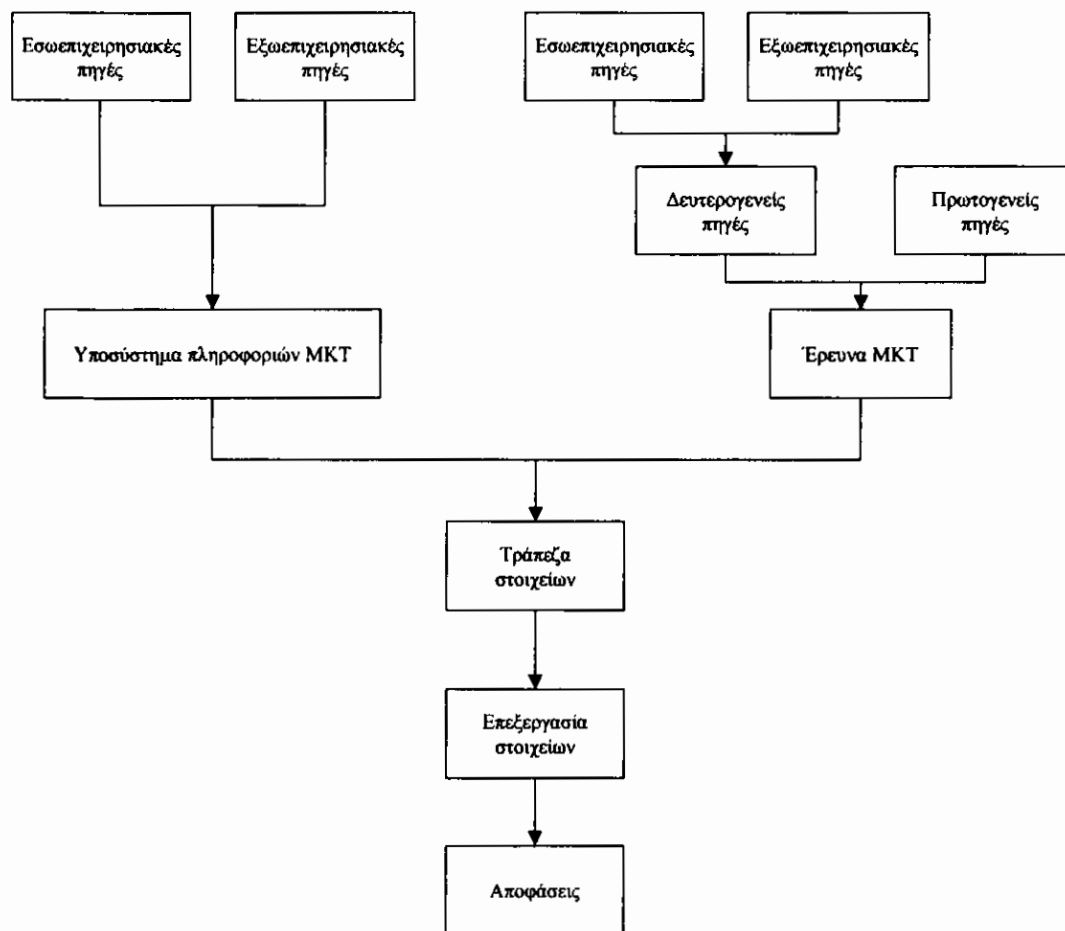 Εσωεπιχειρησιακές
πηγές
Εξωεπιχειρησιακές
πηγές
Εσωεπιχειρησιακές
πηγές
Εξωεπιχειρησιακές
πηγές
Δευτερογενείς
πηγές
Πρωτογενείς
πηγές
Υποσύστημα πληροφοριών ΜΚΤ
Έρευνα ΜΚΤ
Τράπεζα
στοιχείων
Επεξεργασία
στοιχείων
Αποφάσεις